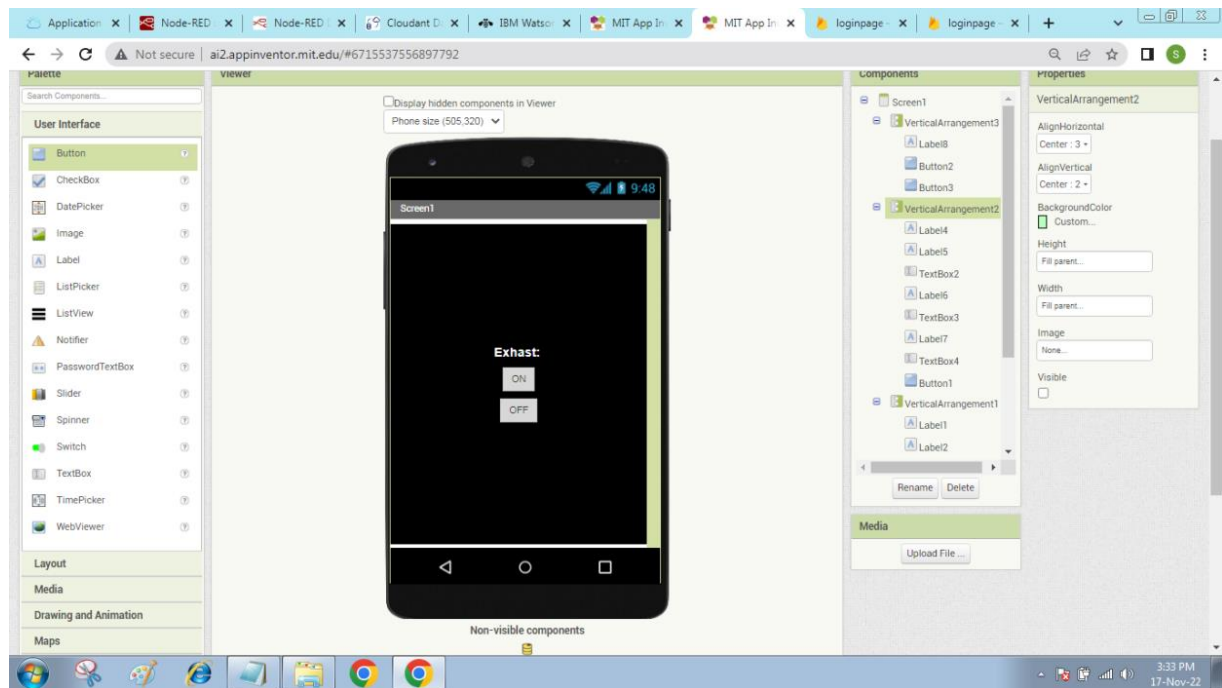 Application
Node-RED
Node-RED
Cloudant D
IBM Watso
MIT App In
MIT App In
loginpage -
loginpage -
Not secure | ai2.appinventor.mit.edu/#6715537556897792
S
Palette
Search Components...
User Interface
Button
CheckBox
DatePicker
Image
Label
ListPicker
ListView
Notifier
PasswordTextBox
Slider
Spinner
Switch
TextBox
TimePicker
WebViewer
Layout
Media
Drawing and Animation
Maps
Viewer
Display hidden components in Viewer
Phone size (505,320)
9:48
Screen1
Exhast:
ON
OFF
Non-visible components
Components
Screen1
VerticalArrangement3
Label8
Button2
Button3
VerticalArrangement2
Label4
Label5
TextBox2
Label6
TextBox3
Label7
TextBox4
Button1
VerticalArrangement1
Label1
Label2
Rename Delete
Media
Upload File ...
Properties
VerticalArrangement2
AlignHorizontal
Center : 3
AlignVertical
Center : 2
BackgroundColor
Custom...
Height
Fill parent...
Width
Fill parent...
Image
None...
Visible
3:33 PM
17-Nov-22